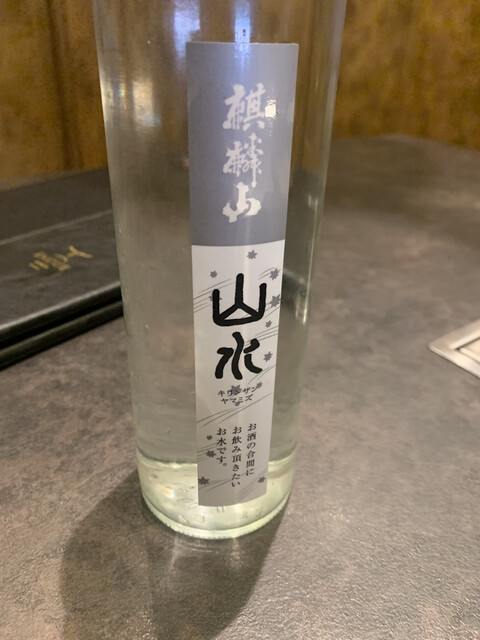 麒麟山
山水
キリンザン
ヤマミズ
お酒の合間に
お飲み頂きたい
お水です。